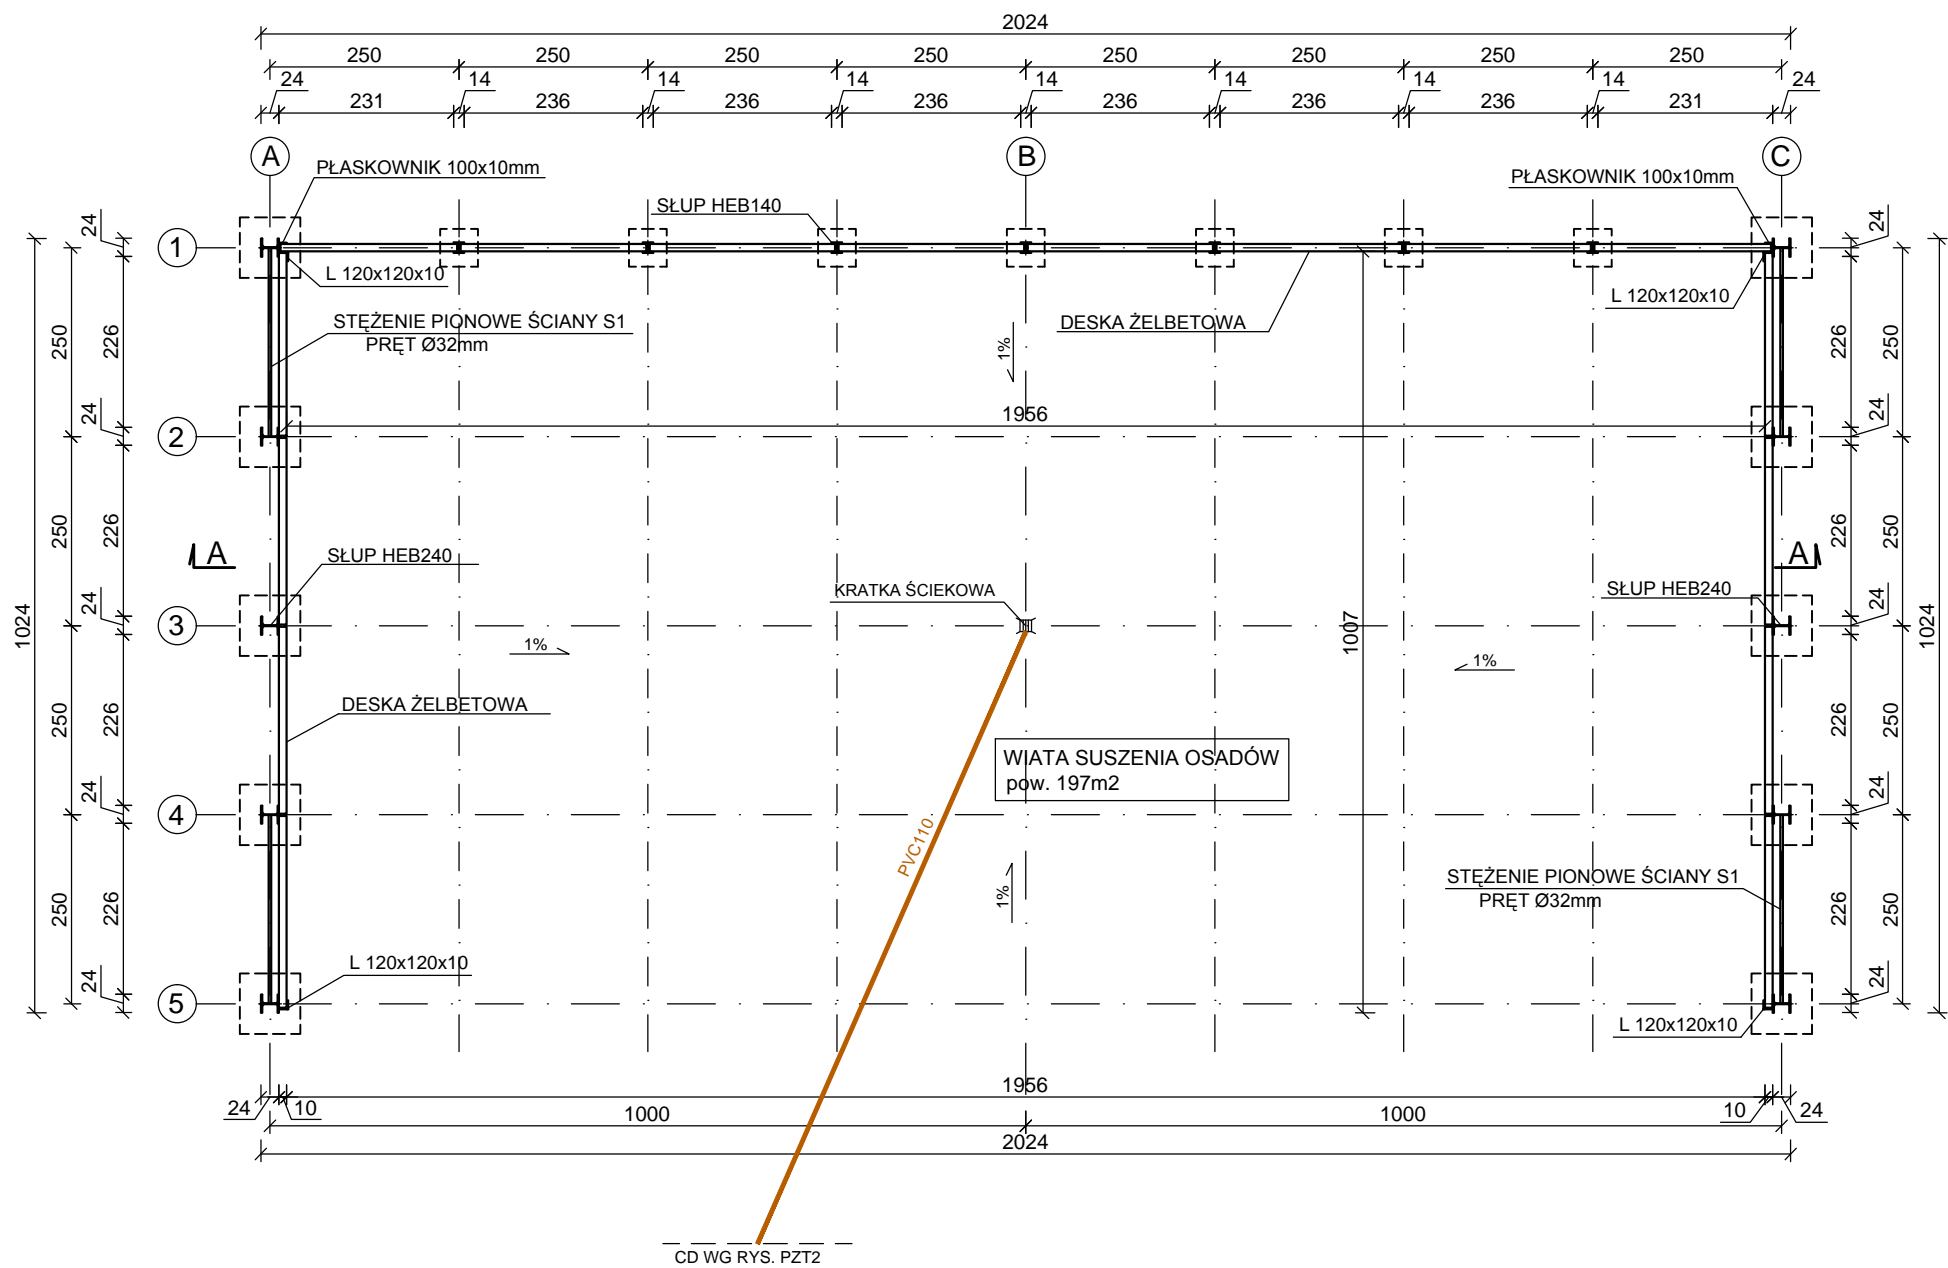 2024
250 250 250 250 250 250 250 250
24 14 14 14 14 14 14 14 24
231 236 236 236 236 236 236 231
A B C
PŁASKOWNIK 100x10mm
PŁASKOWNIK 100x10mm
SŁUP HEB140
24 24
1 
L 120x120x10
L 120x120x10
STĘŻENIE PIONOWE ŚCIANY S1
PRĘT Ø32mm
DESKA ŻELBETOWA
1%
250 226 226 250
24 24
1956
2
250 226 226 250
A A
SŁUP HEB240
SŁUP HEB240
KRATKA ŚCIEKOWA
24 24
1024 1007 1024
3
1% 1%
DESKA ŻELBETOWA
250 226 226 250
WIATA SUSZENIA OSADÓW
pow. 197m2
24 24
4
PVC110
STĘŻENIE PIONOWE ŚCIANY S1
PRĘT Ø32mm
1%
250 226 226 250
L 120x120x10
24 24
5
L 120x120x10
1956
24 10 10 24
1000 1000
2024
CD WG RYS. PZT2